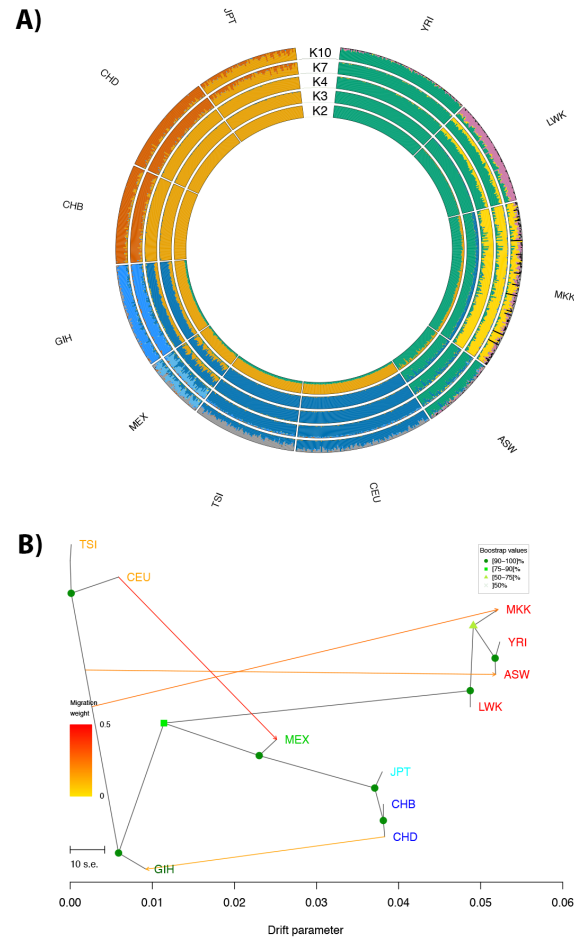 A)
JPT
YRI
CHD
LWK
K10
K7
K4
K3
K2
CHB
MKK
GIH
MEX
ASW
TSI
CEU
B)
TSI
CEU
Boostrap values
[90-100]%
[75-90[%
[50-75[%
]50%
MKK
YRI
ASW
LWK
Migration
weight
0.5
0
MEX
JPT
CHB
CHD
10 s.e.
GIH
0.00 0.01 0.02 0.03 0.04 0.05 0.06
Drift parameter